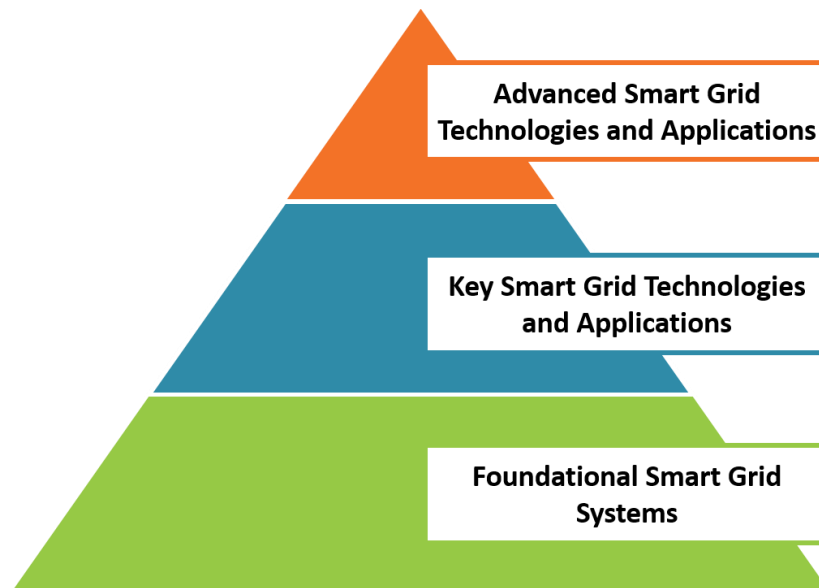 Advanced Smart Grid
Technologies and Applications
Key Smart Grid Technologies
and Applications
Foundational Smart Grid
Systems